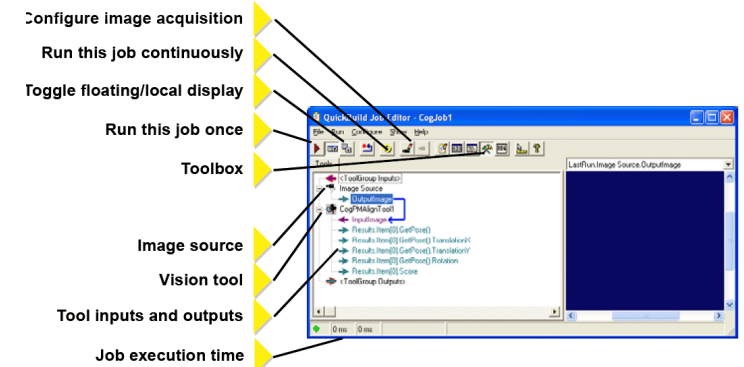 Configure image acquisition
Run this job continuously
Toggle floating/local display
Run this job once
Toolbox
Image source
Vision tool
Tool inputs and outputs
Job execution time
QuickBuild Job Editor - CogJob1
File Run Configure Show Help
Tools
LastRun.Image Source.OutputImage
<ToolGroup Inputs>
Image Source
OutputImage
CogPMAlignTool1
InputImage
Results.Item[0].GetPose()
Results.Item[0].GetPose().TranslationX
Results.Item[0].GetPose().TranslationY
Results.Item[0].GetPose().Rotation
Results.Item[0].Score
<ToolGroup Outputs>
0 ms 0 ms